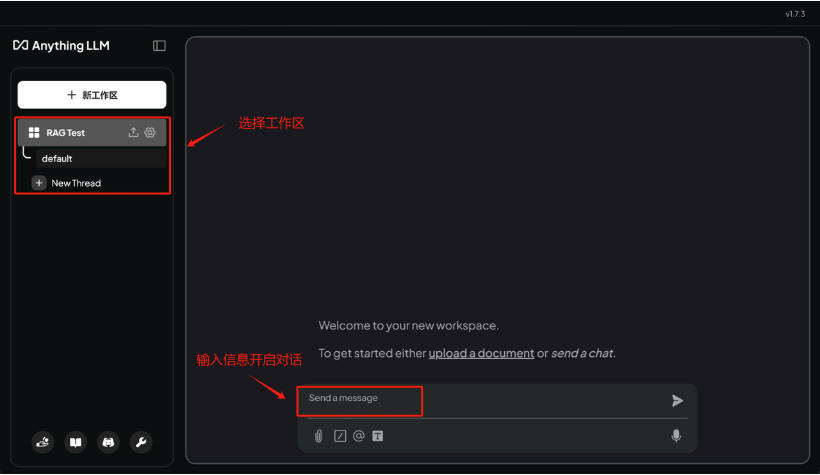 v1.7.3
Anything LLM
+ 新工作区
RAG Test
选择工作区
default
+ New Thread
Welcome to your new workspace.
To get started either upload a document or send a chat.
输入信息开启对话
Send a message